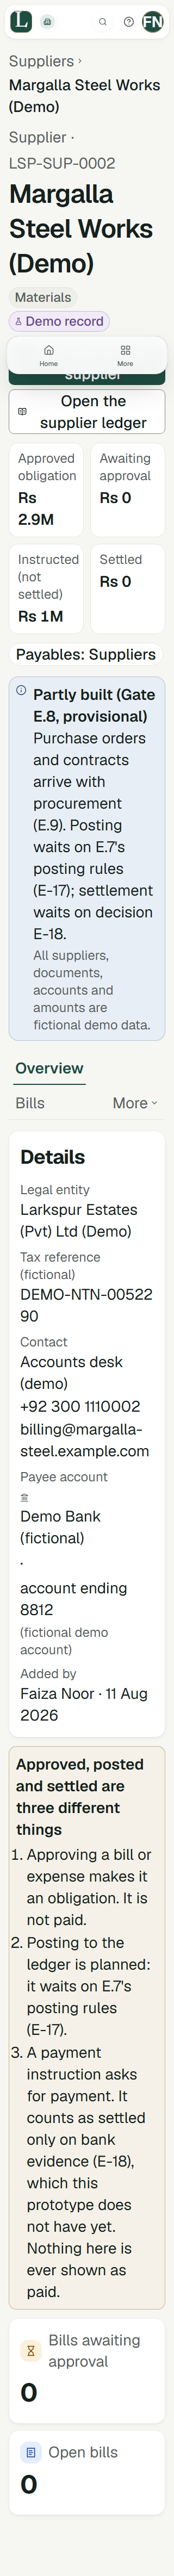 L
FN
Suppliers ›
Margalla Steel Works
(Demo)
Supplier ·
LSP-SUP-0002
Margalla
Steel Works
(Demo)
Materials
Demo record
Home
More
supplier
Open the
supplier ledger
Approved
obligation
Rs
2.9M
Awaiting
approval
Rs 0
Instructed
(not
settled)
Rs 1M
Settled
Rs 0
Payables: Suppliers
Partly built (Gate
E.8, provisional)
Purchase orders
and contracts
arrive with
procurement
(E.9). Posting
waits on E.7's
posting rules
(E-17); settlement
waits on decision
E-18.
All suppliers,
documents,
accounts and
amounts are
fictional demo data.
Overview
Bills
More
Details
Legal entity
Larkspur Estates
(Pvt) Ltd (Demo)
Tax reference
(fictional)
DEMO-NTN-00522
90
Contact
Accounts desk
(demo)
+92 300 1110002
billing@margalla-
steel.example.com
Payee account
Demo Bank
(fictional)
·
account ending
8812
(fictional demo
account)
Added by
Faiza Noor · 11 Aug
2026
Approved, posted
and settled are
three different
things
1. Approving a bill or
expense makes it
an obligation. It is
not paid.
2. Posting to the
ledger is planned:
it waits on E.7's
posting rules
(E-17).
3. A payment
instruction asks
for payment. It
counts as settled
only on bank
evidence (E-18),
which this
prototype does
not have yet.
Nothing here is
ever shown as
paid.
Bills awaiting
approval
0
Open bills
0